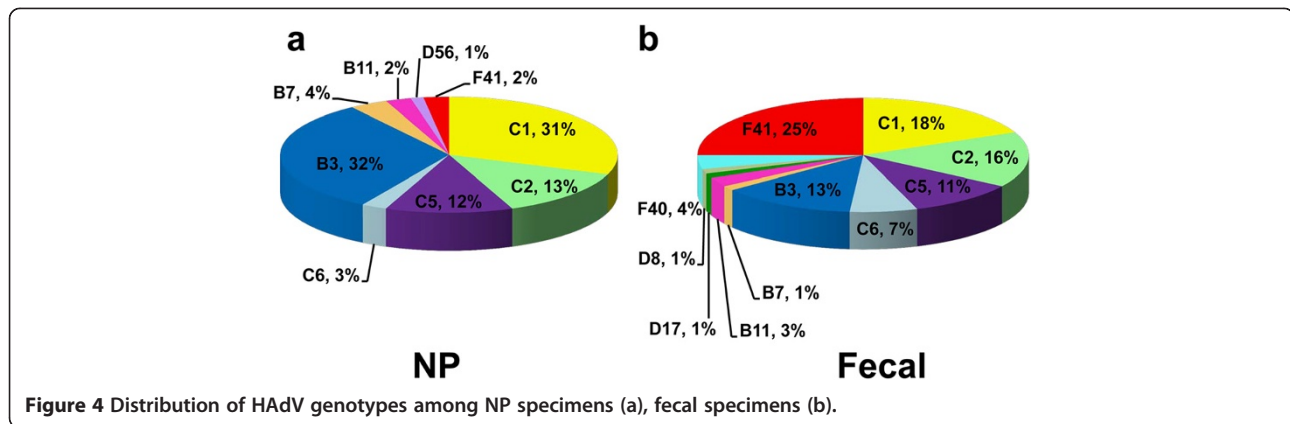 a
D56, 1%
B11, 2%
F41, 2%
B7, 4%
C1, 31%
B3, 32%
C2, 13%
C5, 12%
C6, 3%
NP
b
F41, 25%
C1, 18%
C2, 16%
B3, 13%
C5, 11%
F40, 4%
C6, 7%
D8, 1%
B7, 1%
D17, 1%
B11, 3%
Fecal
Figure 4 Distribution of HAdV genotypes among NP specimens (a), fecal specimens (b).